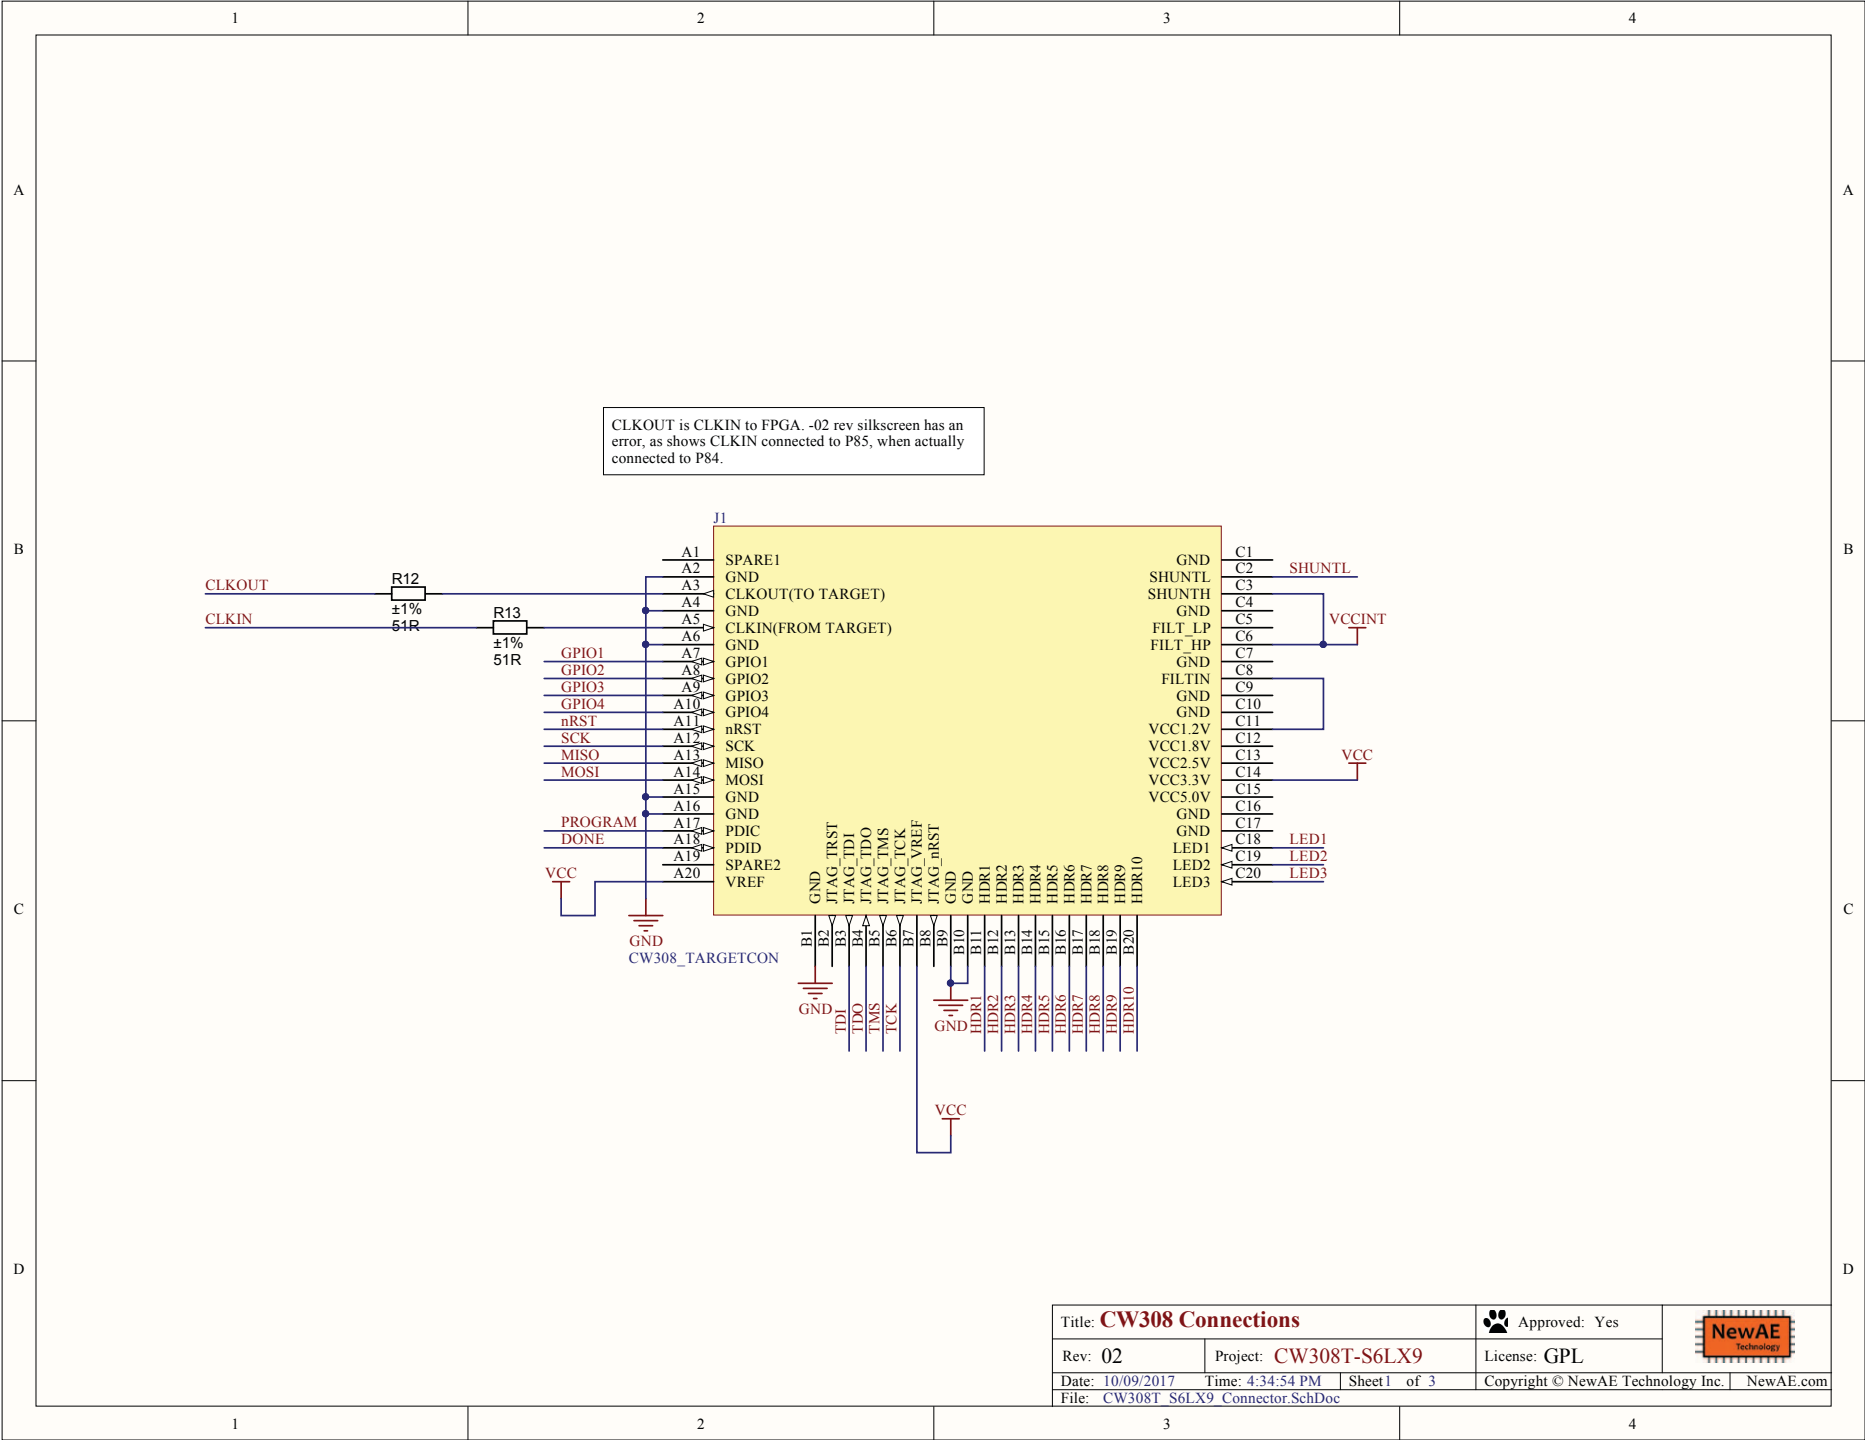 1 2 3 4
A A
CLKOUT is CLKIN to FPGA. -02 rev silkscreen has an
error, as shows CLKIN connected to P85, when actually
connected to P84.
J1
B B
A1 SPARE1 GND C1
A2 GND SHUNTL C2 SHUNTL
CLKOUT R12 A3 CLKOUT(TO TARGET) SHUNTH C3
±1%
51R
A4 GND GND C4
CLKIN R13 A5 CLKIN(FROM TARGET) FILT_LP C5 VCCINT
±1%
51R
A6 GND FILT_HP C6
GPIO1 A7 GPIO1 GND C7
GPIO2 A8 GPIO2 FILTIN C8
GPIO3 A9 GPIO3 GND C9
GPIO4 A10 GPIO4 GND C10
nRST A11 nRST VCC1.2V C11
SCK A12 SCK VCC1.8V C12
MISO A13 MISO VCC2.5V C13 VCC
MOSI A14 MOSI VCC3.3V C14
A15 GND VCC5.0V C15
A16 GND GND C16
PROGRAM A17 PDIC GND C17
DONE A18 PDID LED1 C18 LED1
A19 SPARE2 LED2 C19 LED2
VCC A20 VREF LED3 C20 LED3
GND JTAG_TRST JTAG_TDI JTAG_TDO JTAG_TMS JTAG_TCK JTAG_VREF JTAG_nRST GND GND HDR1 HDR2 HDR3 HDR4 HDR5 HDR6 HDR7 HDR8 HDR9 HDR10
C C
B1 B2 B3 B4 B5 B6 B7 B8 B9 B10 B11 B12 B13 B14 B15 B16 B17 B18 B19 B20
GND
CW308_TARGETCON
GND TDI TDO TMS TCK GND HDR1 HDR2 HDR3 HDR4 HDR5 HDR6 HDR7 HDR8 HDR9 HDR10
VCC
D D
Title: CW308 Connections Approved: Yes
NewAE
Technology
Rev: 02 Project: CW308T-S6LX9 License: GPL
Date: 10/09/2017 Time: 4:34:54 PM Sheet1 of 3 Copyright © NewAE Technology Inc. NewAE.com
File: CW308T_S6LX9_Connector.SchDoc
1 2 3 4